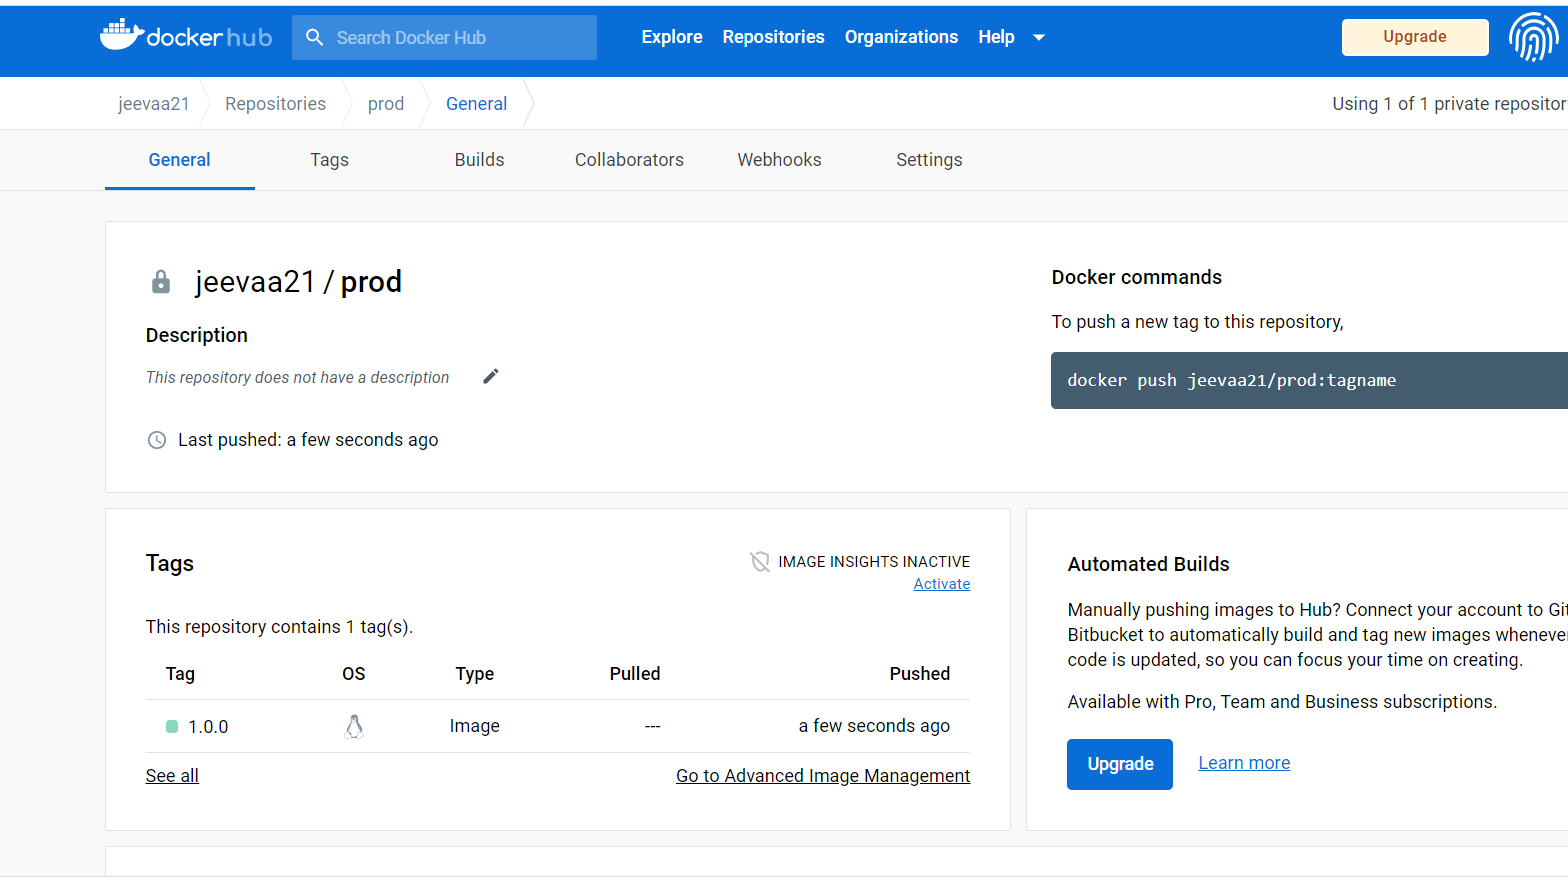 docker hub
Search Docker Hub
Explore Repositories Organizations Help
Upgrade
jeevaa21 Repositories prod General
Using 1 of 1 private repositor
General Tags Builds Collaborators Webhooks Settings
jeevaa21 / prod
Description
This repository does not have a description
Last pushed: a few seconds ago
Docker commands
To push a new tag to this repository,
docker push jeevaa21/prod:tagname
Tags
IMAGE INSIGHTS INACTIVE
Activate
This repository contains 1 tag(s).
Tag OS Type Pulled Pushed
1.0.0 Image --- a few seconds ago
See all
Go to Advanced Image Management
Automated Builds
Manually pushing images to Hub? Connect your account to Git
Bitbucket to automatically build and tag new images whenever
code is updated, so you can focus your time on creating.
Available with Pro, Team and Business subscriptions.
Upgrade Learn more